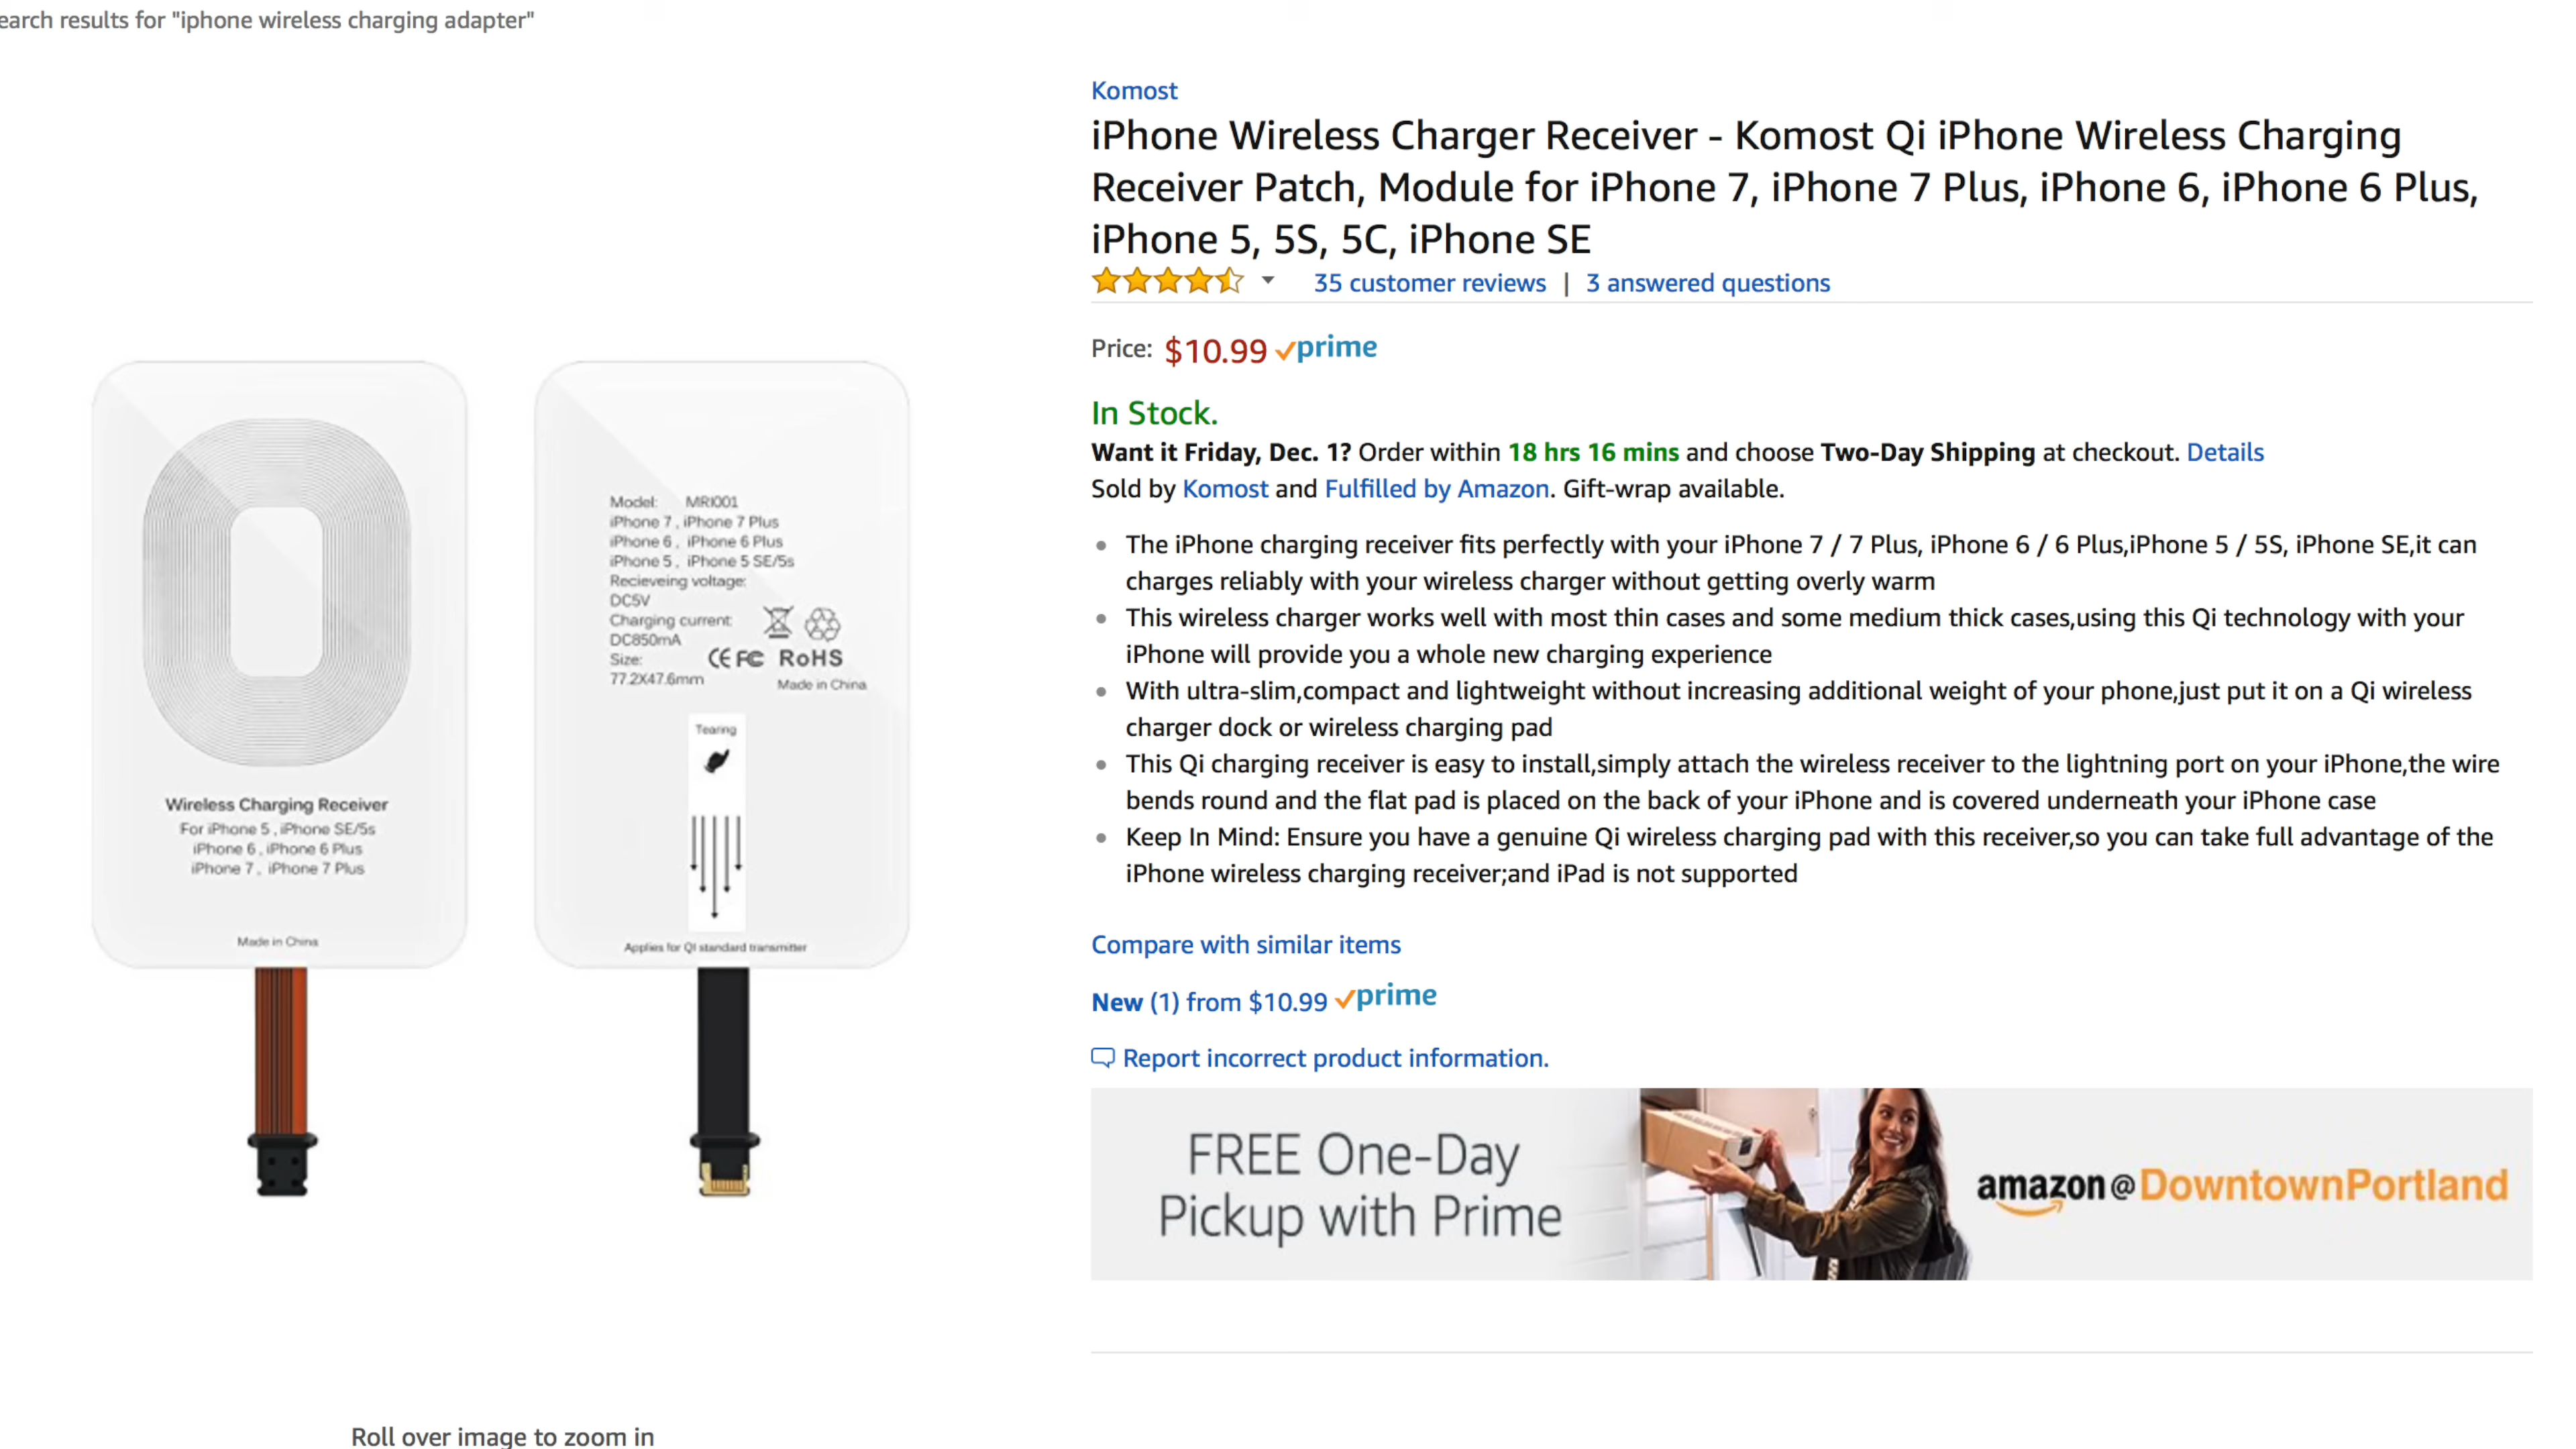 earch results for "iphone wireless charging adapter"
Komost
iPhone Wireless Charger Receiver - Komost Qi iPhone Wireless Charging
Receiver Patch, Module for iPhone 7, iPhone 7 Plus, iPhone 6, iPhone 6 Plus,
iPhone 5, 5S, 5C, iPhone SE
35 customer reviews | 3 answered questions
Price: $10.99 prime
In Stock.
Want it Friday, Dec. 1? Order within 18 hrs 16 mins and choose Two-Day Shipping at checkout. Details
Sold by Komost and Fulfilled by Amazon. Gift-wrap available.
• The iPhone charging receiver fits perfectly with your iPhone 7 / 7 Plus, iPhone 6 / 6 Plus,iPhone 5 / 5S, iPhone SE,it can
charges reliably with your wireless charger without getting overly warm
• This wireless charger works well with most thin cases and some medium thick cases,using this Qi technology with your
iPhone will provide you a whole new charging experience
• With ultra-slim,compact and lightweight without increasing additional weight of your phone,just put it on a Qi wireless
charger dock or wireless charging pad
• This Qi charging receiver is easy to install,simply attach the wireless receiver to the lightning port on your iPhone,the wire
bends round and the flat pad is placed on the back of your iPhone and is covered underneath your iPhone case
• Keep In Mind: Ensure you have a genuine Qi wireless charging pad with this receiver,so you can take full advantage of the
iPhone wireless charging receiver;and iPad is not supported
Compare with similar items
New (1) from $10.99 prime
Report incorrect product information.
FREE One-Day
Pickup with Prime
amazon@DowntownPortland
Wireless Charging Receiver
For iPhone 5 , iPhone SE/5s
iPhone 6 , iPhone 6 Plus
iPhone 7 , iPhone 7 Plus
Made in China
Model: MRI001
iPhone 7 , iPhone 7 Plus
iPhone 6 , iPhone 6 Plus
iPhone 5 , iPhone 5 SE/5s
Recieveing voltage:
DC5V
Charging current:
DC850mA
Size:
77.2X47.6mm
CE FC RoHS
Made in China
Tearing
Applies for QI standard transmitter
Roll over image to zoom in